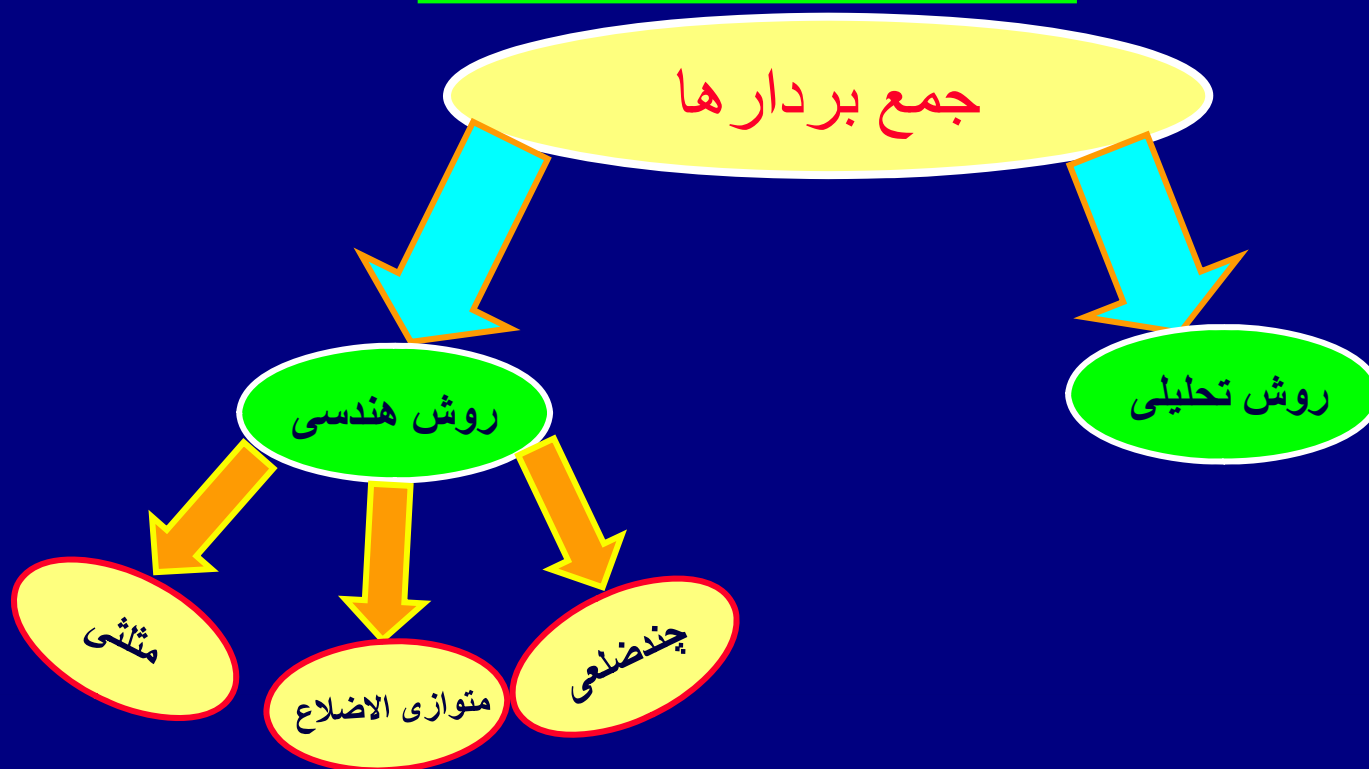 جمع بردارها
روش تحلیلی
روش هندسی
چندضلعی
متوازی الاضلاع
مثلثی